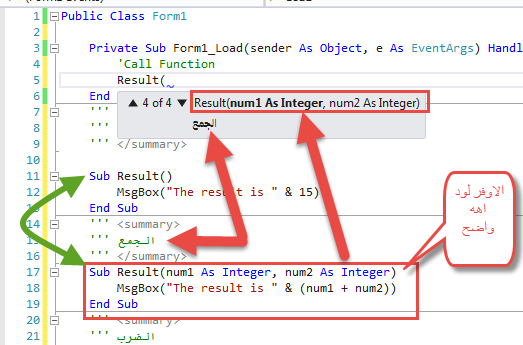 1 Public Class Form1
2
3 Private Sub Form1_Load(sender As Object, e As EventArgs) Handl
4 'Call Function
5 Result(
6 End
▲ 4 of 4 ▼ Result(num1 As Integer, num2 As Integer)
الجمع
7 '''
8 '''
9 ''' </summary>
10
11 Sub Result()
12 MsgBox("The result is " & 15)
13 End Sub
14 ''' <summary>
15 ''' الجمع
16 ''' </summary>
17 Sub Result(num1 As Integer, num2 As Integer)
18 MsgBox("The result is " & (num1 + num2))
19 End Sub
20 ''' <summary>
21 ''' الضرب
الاوفرلود
اهه
واضح